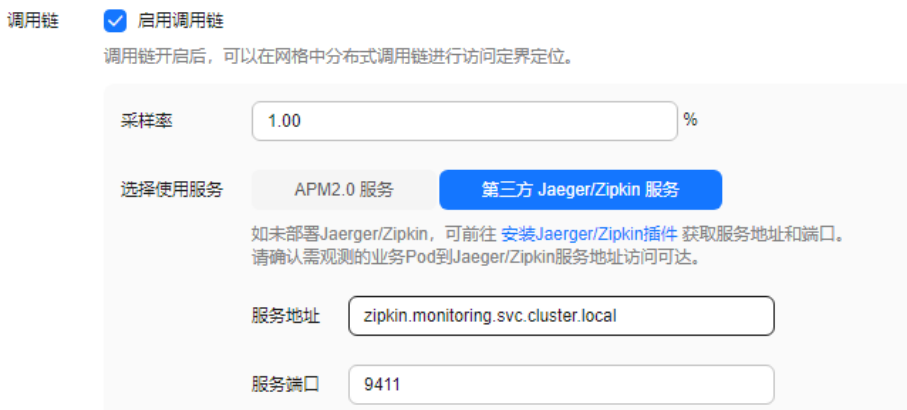 调用链 启用调用链
调用链开启后，可以在网格中分布式调用链进行访问定界定位。
采样率 1.00 %
选择使用服务 APM2.0 服务 第三方 Jaeger/Zipkin 服务
如未部署Jaerger/Zipkin，可前往 安装Jaerger/Zipkin插件 获取服务地址和端口。
请确认需观测的业务Pod到Jaeger/Zipkin服务地址访问可达。
服务地址 zipkin.monitoring.svc.cluster.local
服务端口 9411